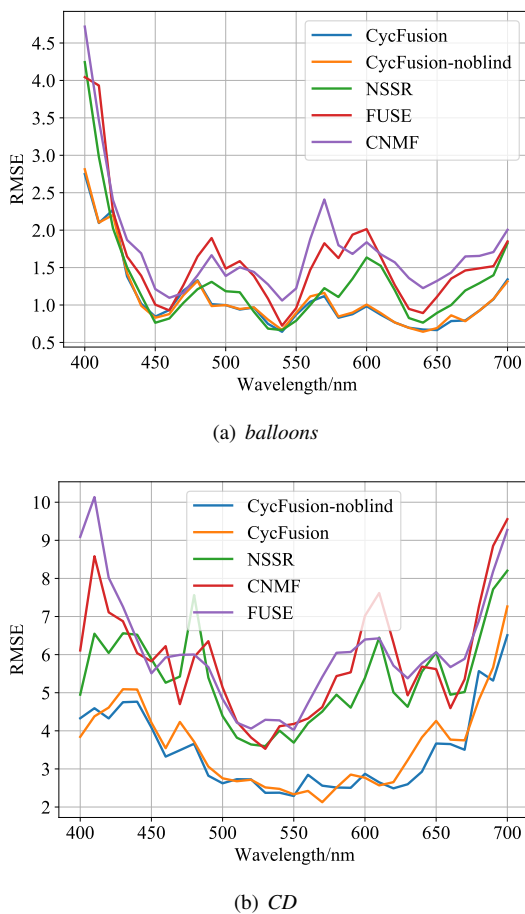 4.5
4.0
3.5
3.0
2.5
2.0
1.5
1.0
0.5
RMSE
CycFusion
CycFusion-noblind
NSSR
FUSE
CNMF
400 450 500 550 600 650 700
Wavelength/nm
(a) balloons
10
9
8
7
6
5
4
3
2
RMSE
CycFusion-noblind
CycFusion
NSSR
CNMF
FUSE
400 450 500 550 600 650 700
Wavelength/nm
(b) CD